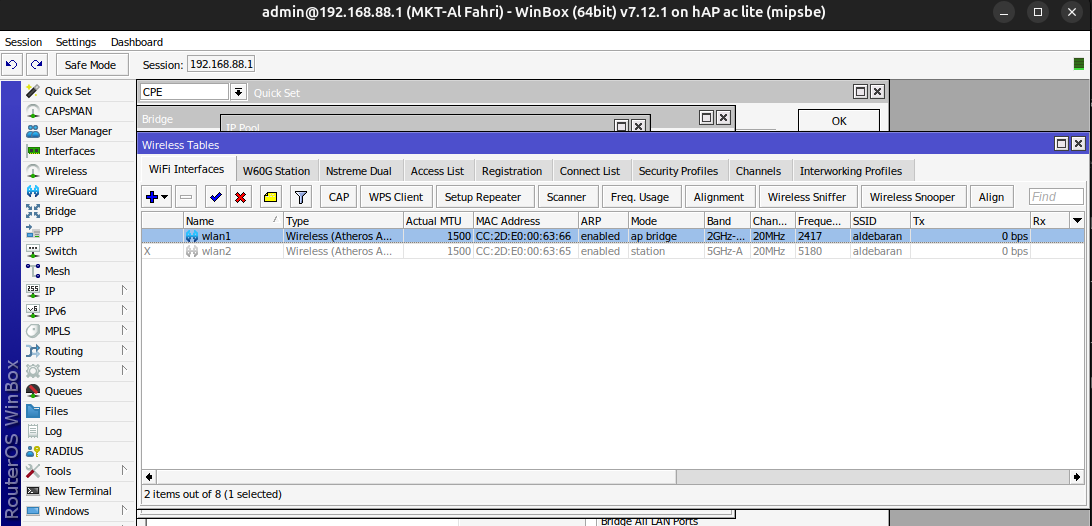 admin@192.168.88.1 (MKT-Al Fahri) - WinBox (64bit) v7.12.1 on hAP ac lite (mipsbe)
Session Settings Dashboard
Safe Mode Session: 192.168.88.1
Quick Set
CAPsMAN
User Manager
Interfaces
Wireless
WireGuard
Bridge
PPP
Switch
Mesh
IP
IPv6
MPLS
Routing
System
Queues
Files
Log
RADIUS
Tools
New Terminal
Windows
RouterOS WinBox
CPE Quick Set
Bridge
IP Pool
OK
Wireless Tables
WiFi Interfaces W60G Station Nstreme Dual Access List Registration Connect List Security Profiles Channels Interworking Profiles
CAP WPS Client Setup Repeater Scanner Freq. Usage Alignment Wireless Sniffer Wireless Snooper Align Find
Name Type Actual MTU MAC Address ARP Mode Band Chan... Freque... SSID Tx Rx
wlan1 Wireless (Atheros A... 1500 CC:2D:E0:00:63:66 enabled ap bridge 2GHz-... 20MHz 2417 aldebaran 0 bps
X wlan2 Wireless (Atheros A... 1500 CC:2D:E0:00:63:65 enabled station 5GHz-A 20MHz 5180 aldebaran 0 bps
2 items out of 8 (1 selected)
Bridge All LAN Ports